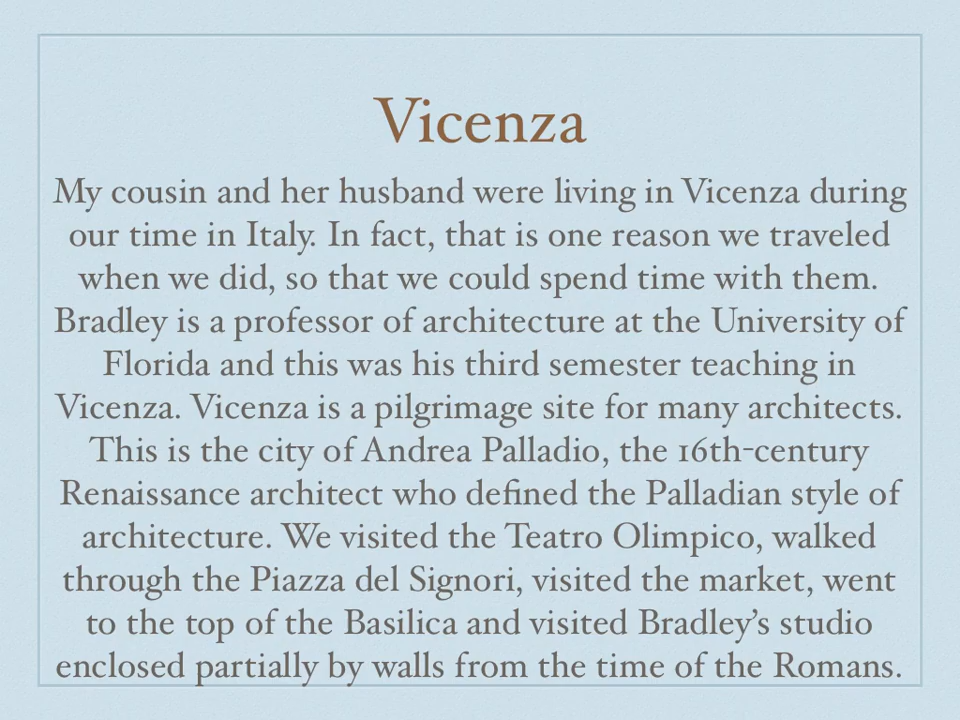 Vicenza
My cousin and her husband were living in Vicenza during
our time in Italy. In fact, that is one reason we traveled
when we did, so that we could spend time with them.
Bradley is a professor of architecture at the University of
Florida and this was his third semester teaching in
Vicenza. Vicenza is a pilgrimage site for many architects.
This is the city of Andrea Palladio, the 16th-century
Renaissance architect who defined the Palladian style of
architecture. We visited the Teatro Olimpico, walked
through the Piazza del Signori, visited the market, went
to the top of the Basilica and visited Bradley’s studio
enclosed partially by walls from the time of the Romans.